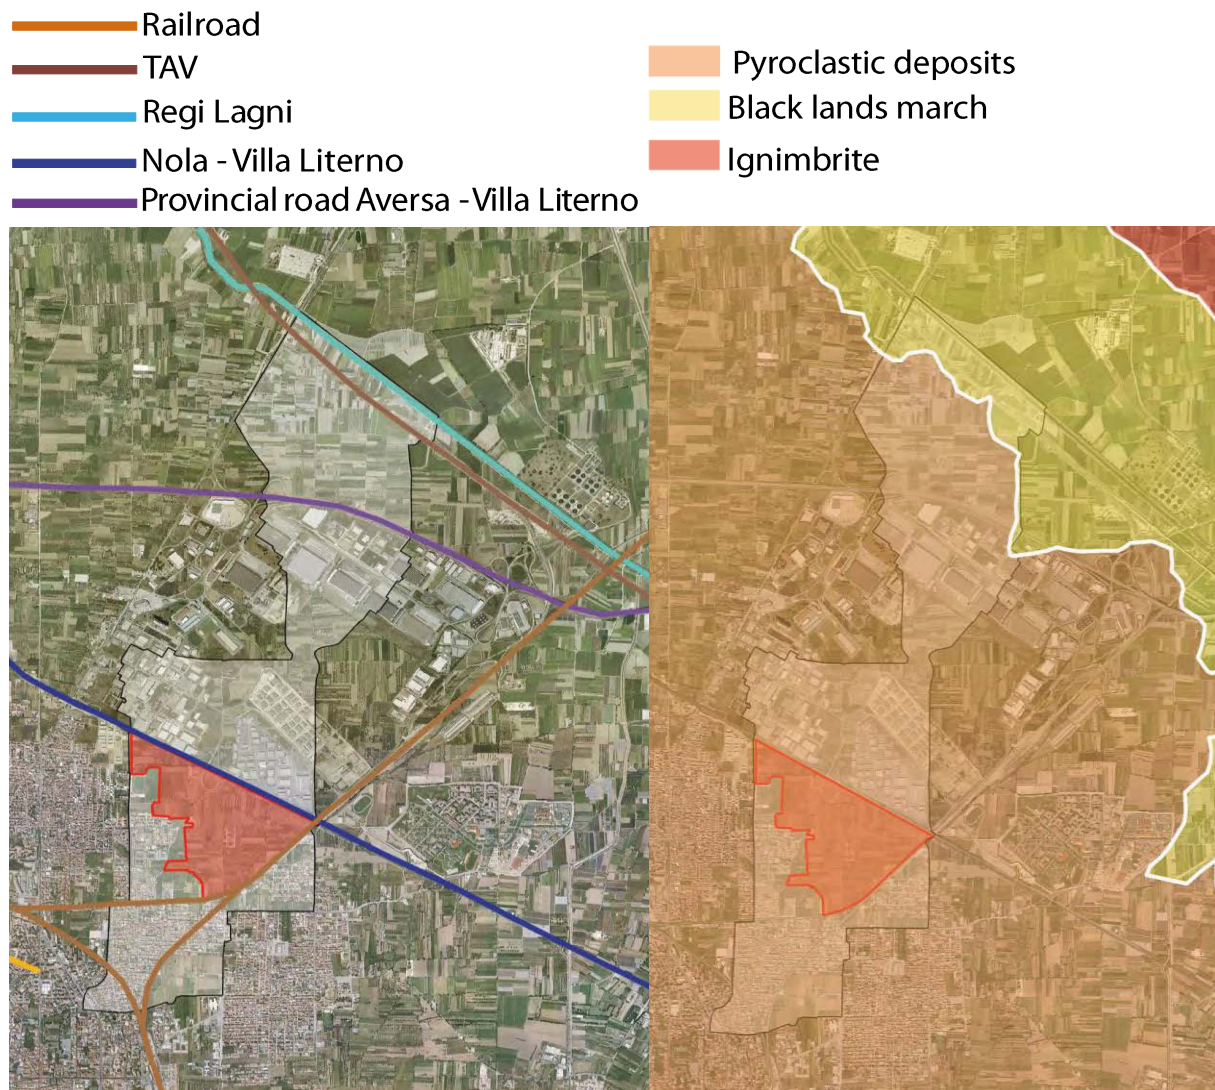 Railroad
TAV
Regi Lagni
Nola - Villa Literno
Provincial road Aversa - Villa Literno
Pyroclastic deposits
Black lands march
Ignimbrite